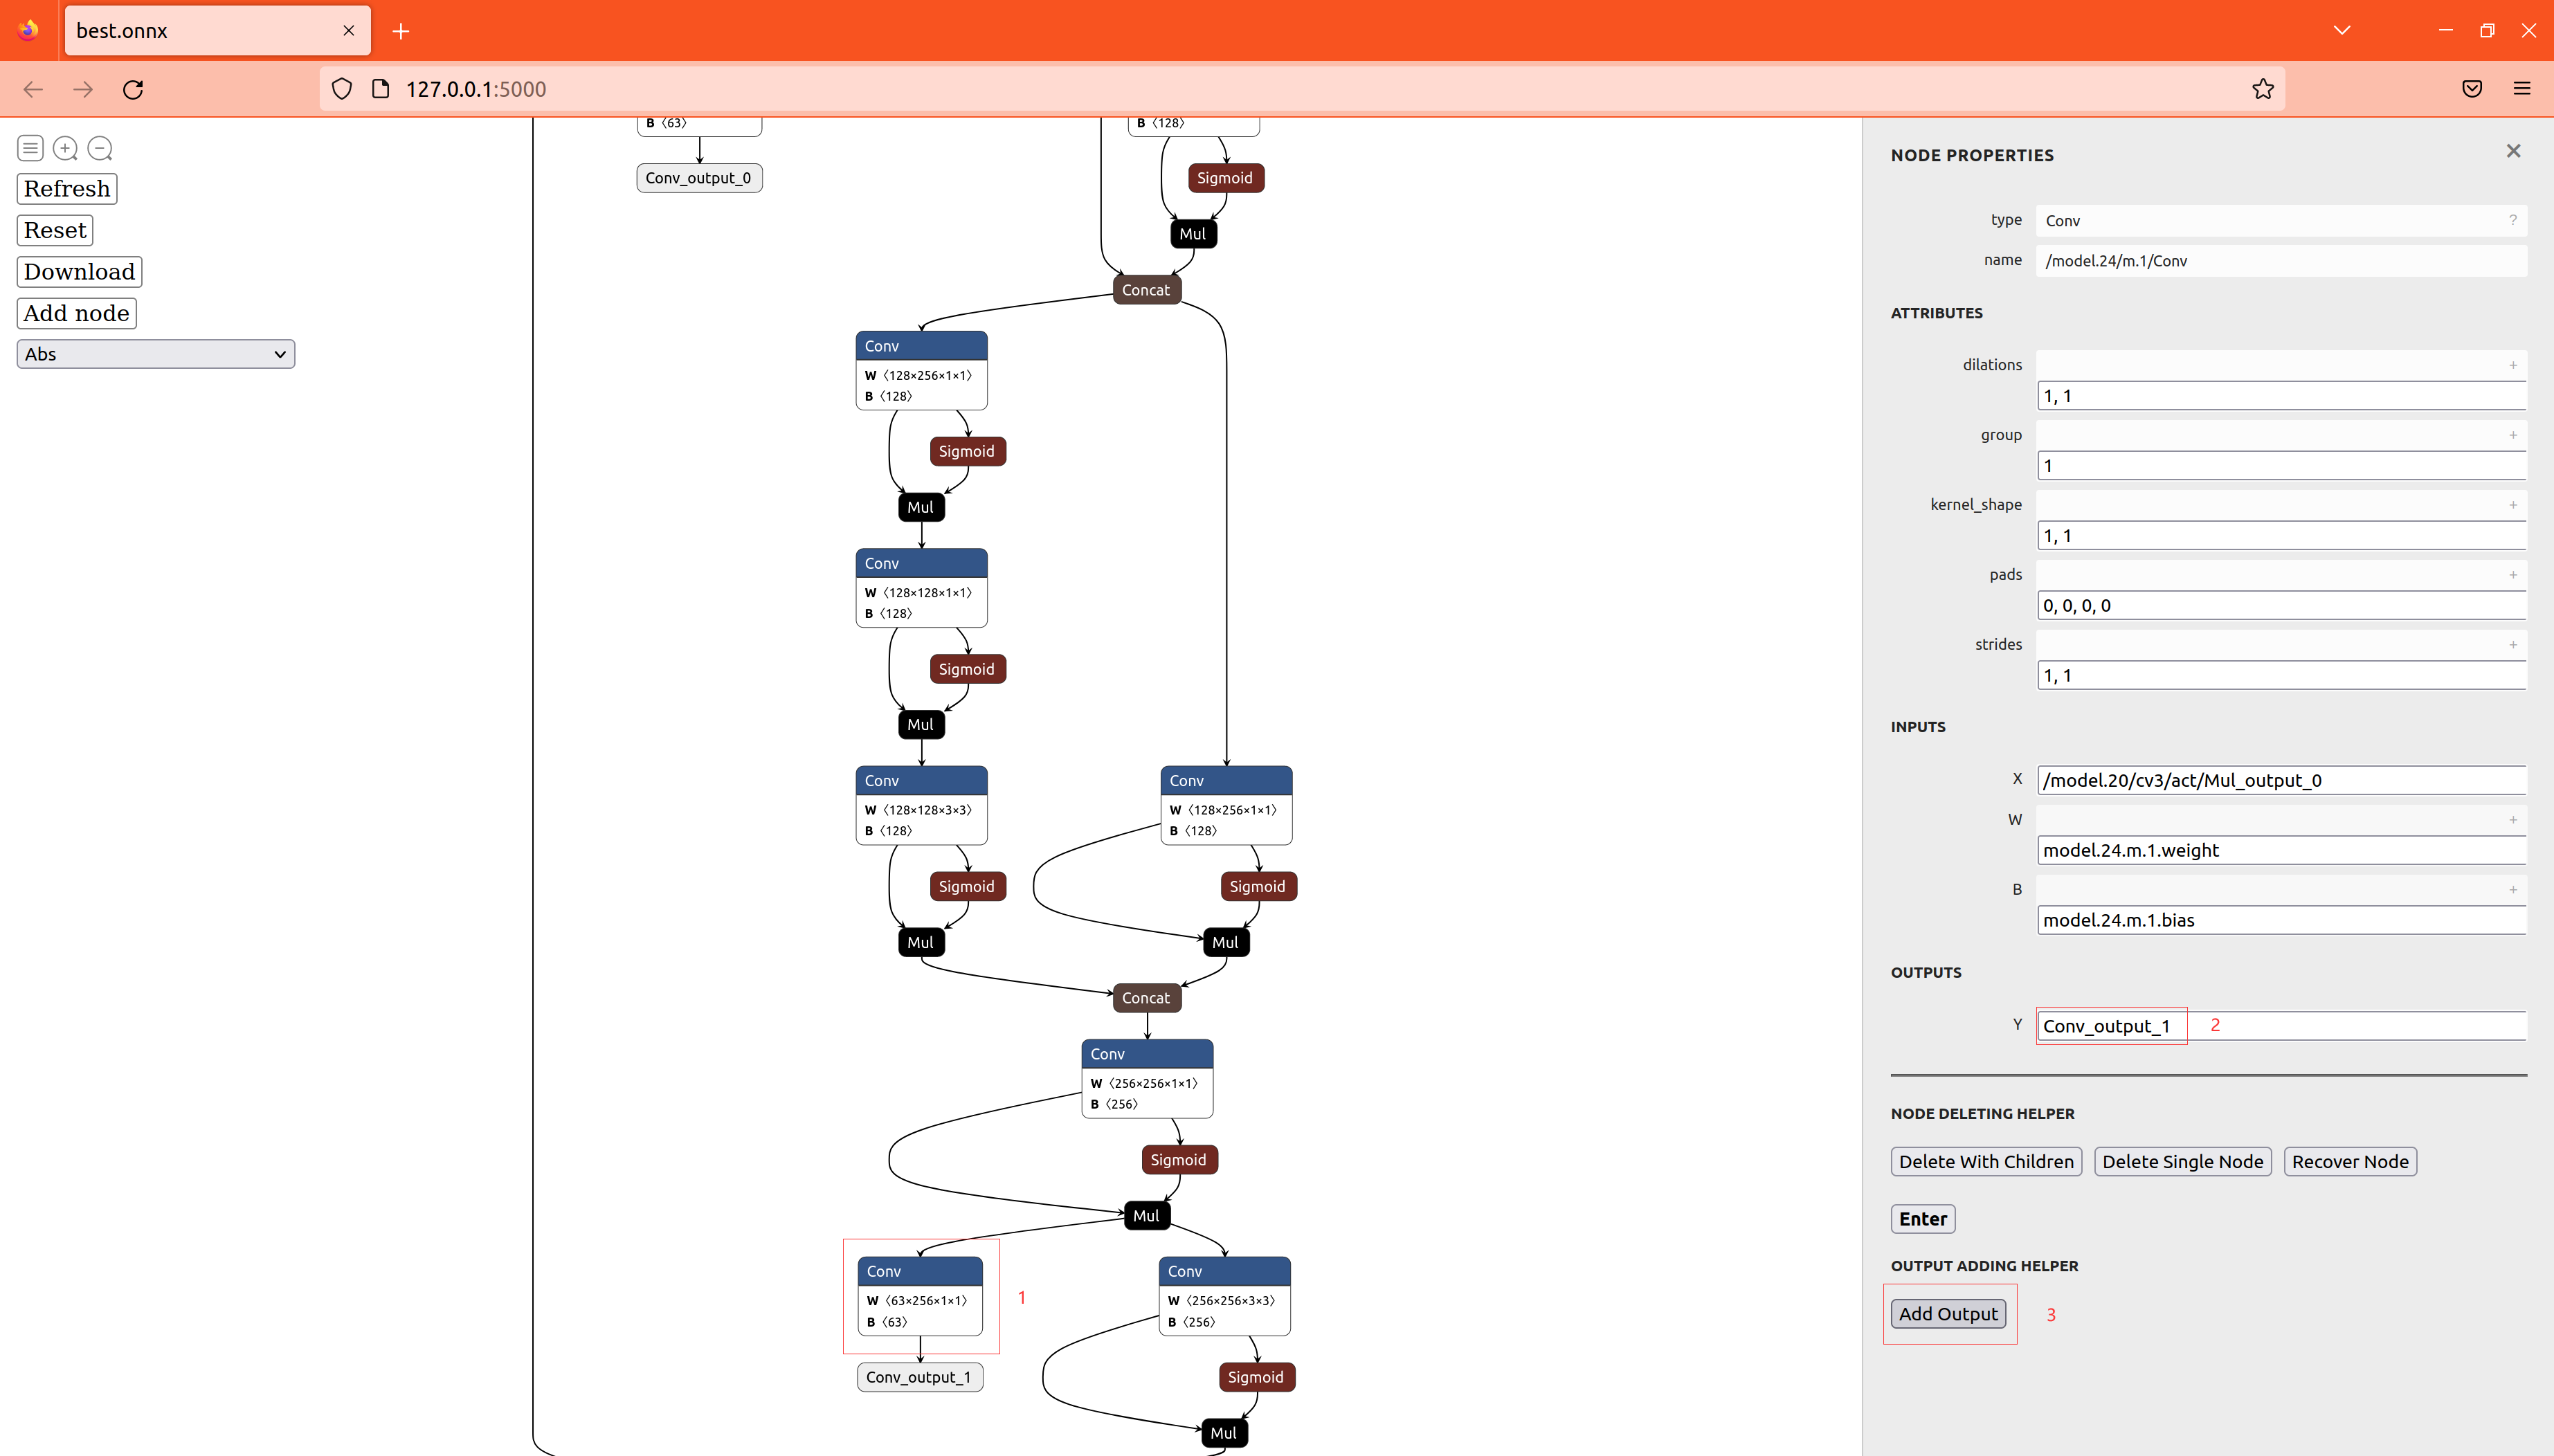 best.onnx
127.0.0.1:5000
Refresh
Reset
Download
Add node
Abs
B 〈63〉
B 〈128〉
Conv_output_0
Sigmoid
Mul
Concat
Conv
W 〈128×256×1×1〉
B 〈128〉
Sigmoid
Mul
Conv
W 〈128×128×1×1〉
B 〈128〉
Sigmoid
Mul
Conv
W 〈128×128×3×3〉
B 〈128〉
Sigmoid
Mul
Conv
W 〈128×256×1×1〉
B 〈128〉
Sigmoid
Mul
Concat
Conv
W 〈256×256×1×1〉
B 〈256〉
Sigmoid
Mul
Conv
W 〈63×256×1×1〉
B 〈63〉
1
Conv_output_1
Conv
W 〈256×256×3×3〉
B 〈256〉
Sigmoid
Mul
NODE PROPERTIES
type Conv ?
name /model.24/m.1/Conv
ATTRIBUTES
dilations +
1, 1
group +
1
kernel_shape +
1, 1
pads +
0, 0, 0, 0
strides +
1, 1
INPUTS
X /model.20/cv3/act/Mul_output_0
W +
model.24.m.1.weight
B +
model.24.m.1.bias
OUTPUTS
Y Conv_output_1 2
NODE DELETING HELPER
Delete With Children Delete Single Node Recover Node
Enter
OUTPUT ADDING HELPER
Add Output 3